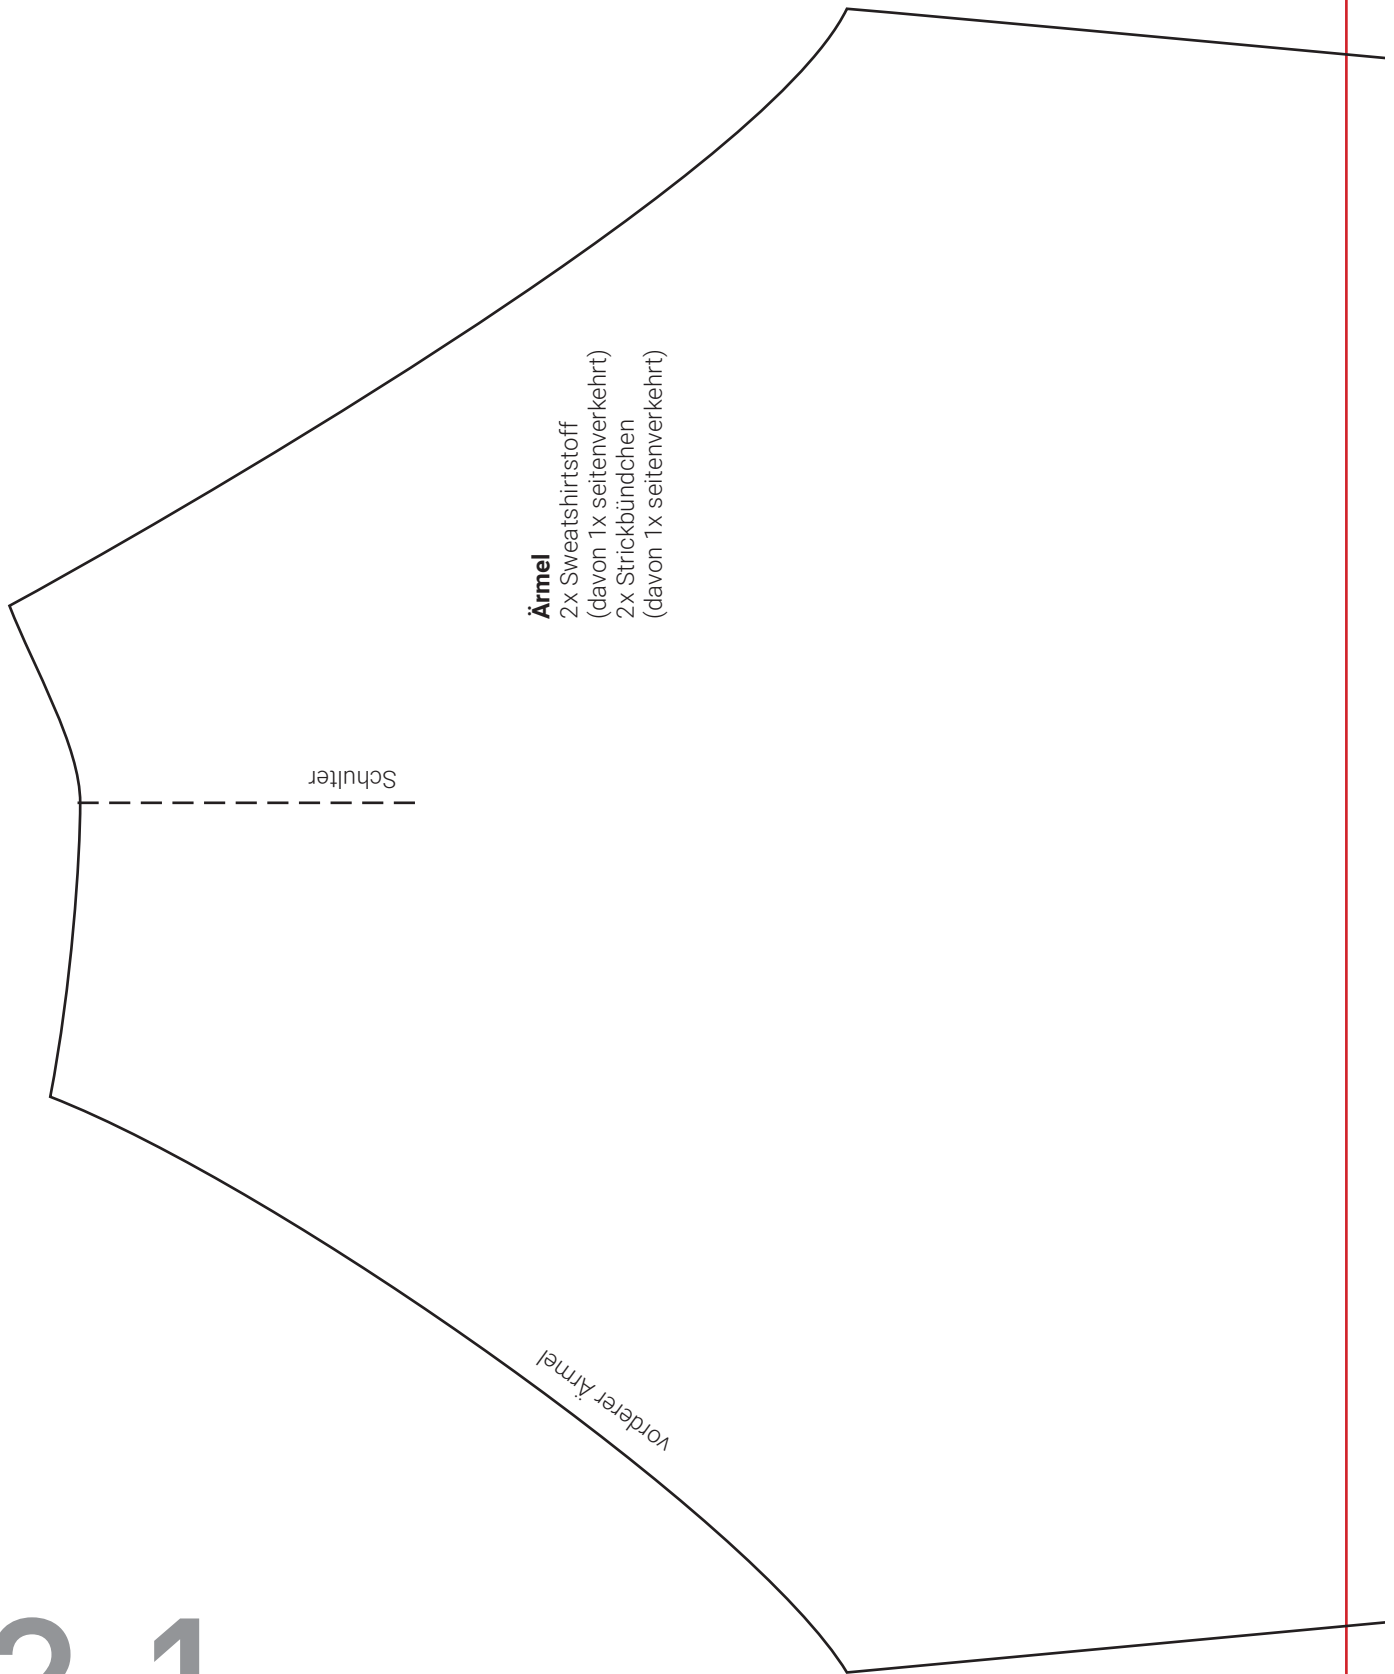 Ärmel
2x Sweatshirtstoff
(davon 1x seitenverkehrt)
2x Strickbündchen
(davon 1x seitenverkehrt)
Schulter
vorderer Ärmel
2 1